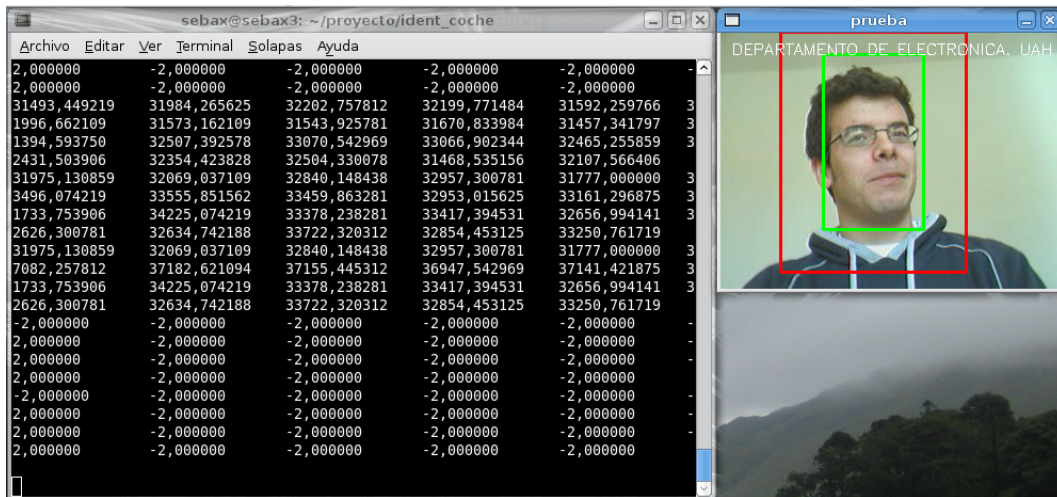 sebax@sebax3: ~/proyecto/ident_coche
Archivo Editar Ver Terminal Solapas Ayuda
2,000000 -2,000000 -2,000000 -2,000000 -2,000000 -
2,000000 -2,000000 -2,000000 -2,000000 -2,000000
31493,449219 31984,265625 32202,757812 32199,771484 31592,259766 3
1996,662109 31573,162109 31543,925781 31670,833984 31457,341797 3
1394,593750 32507,392578 33070,542969 33066,902344 32465,255859 3
2431,503906 32354,423828 32504,330078 31468,535156 32107,566406
31975,130859 32069,037109 32840,148438 32957,300781 31777,000000 3
3496,074219 33555,851562 33459,863281 32953,015625 33161,296875 3
1733,753906 34225,074219 33378,238281 33417,394531 32656,994141 3
2626,300781 32634,742188 33722,320312 32854,453125 33250,761719
31975,130859 32069,037109 32840,148438 32957,300781 31777,000000 3
7082,257812 37182,621094 37155,445312 36947,542969 37141,421875 3
1733,753906 34225,074219 33378,238281 33417,394531 32656,994141 3
2626,300781 32634,742188 33722,320312 32854,453125 33250,761719
-2,000000 -2,000000 -2,000000 -2,000000 -2,000000 -
2,000000 -2,000000 -2,000000 -2,000000 -2,000000 -
2,000000 -2,000000 -2,000000 -2,000000 -2,000000 -
2,000000 -2,000000 -2,000000 -2,000000 -2,000000
-2,000000 -2,000000 -2,000000 -2,000000 -2,000000 -
2,000000 -2,000000 -2,000000 -2,000000 -2,000000 -
2,000000 -2,000000 -2,000000 -2,000000 -2,000000 -
2,000000 -2,000000 -2,000000 -2,000000 -2,000000
prueba
DEPARTAMENTO DE ELECTRONICA. UAH.